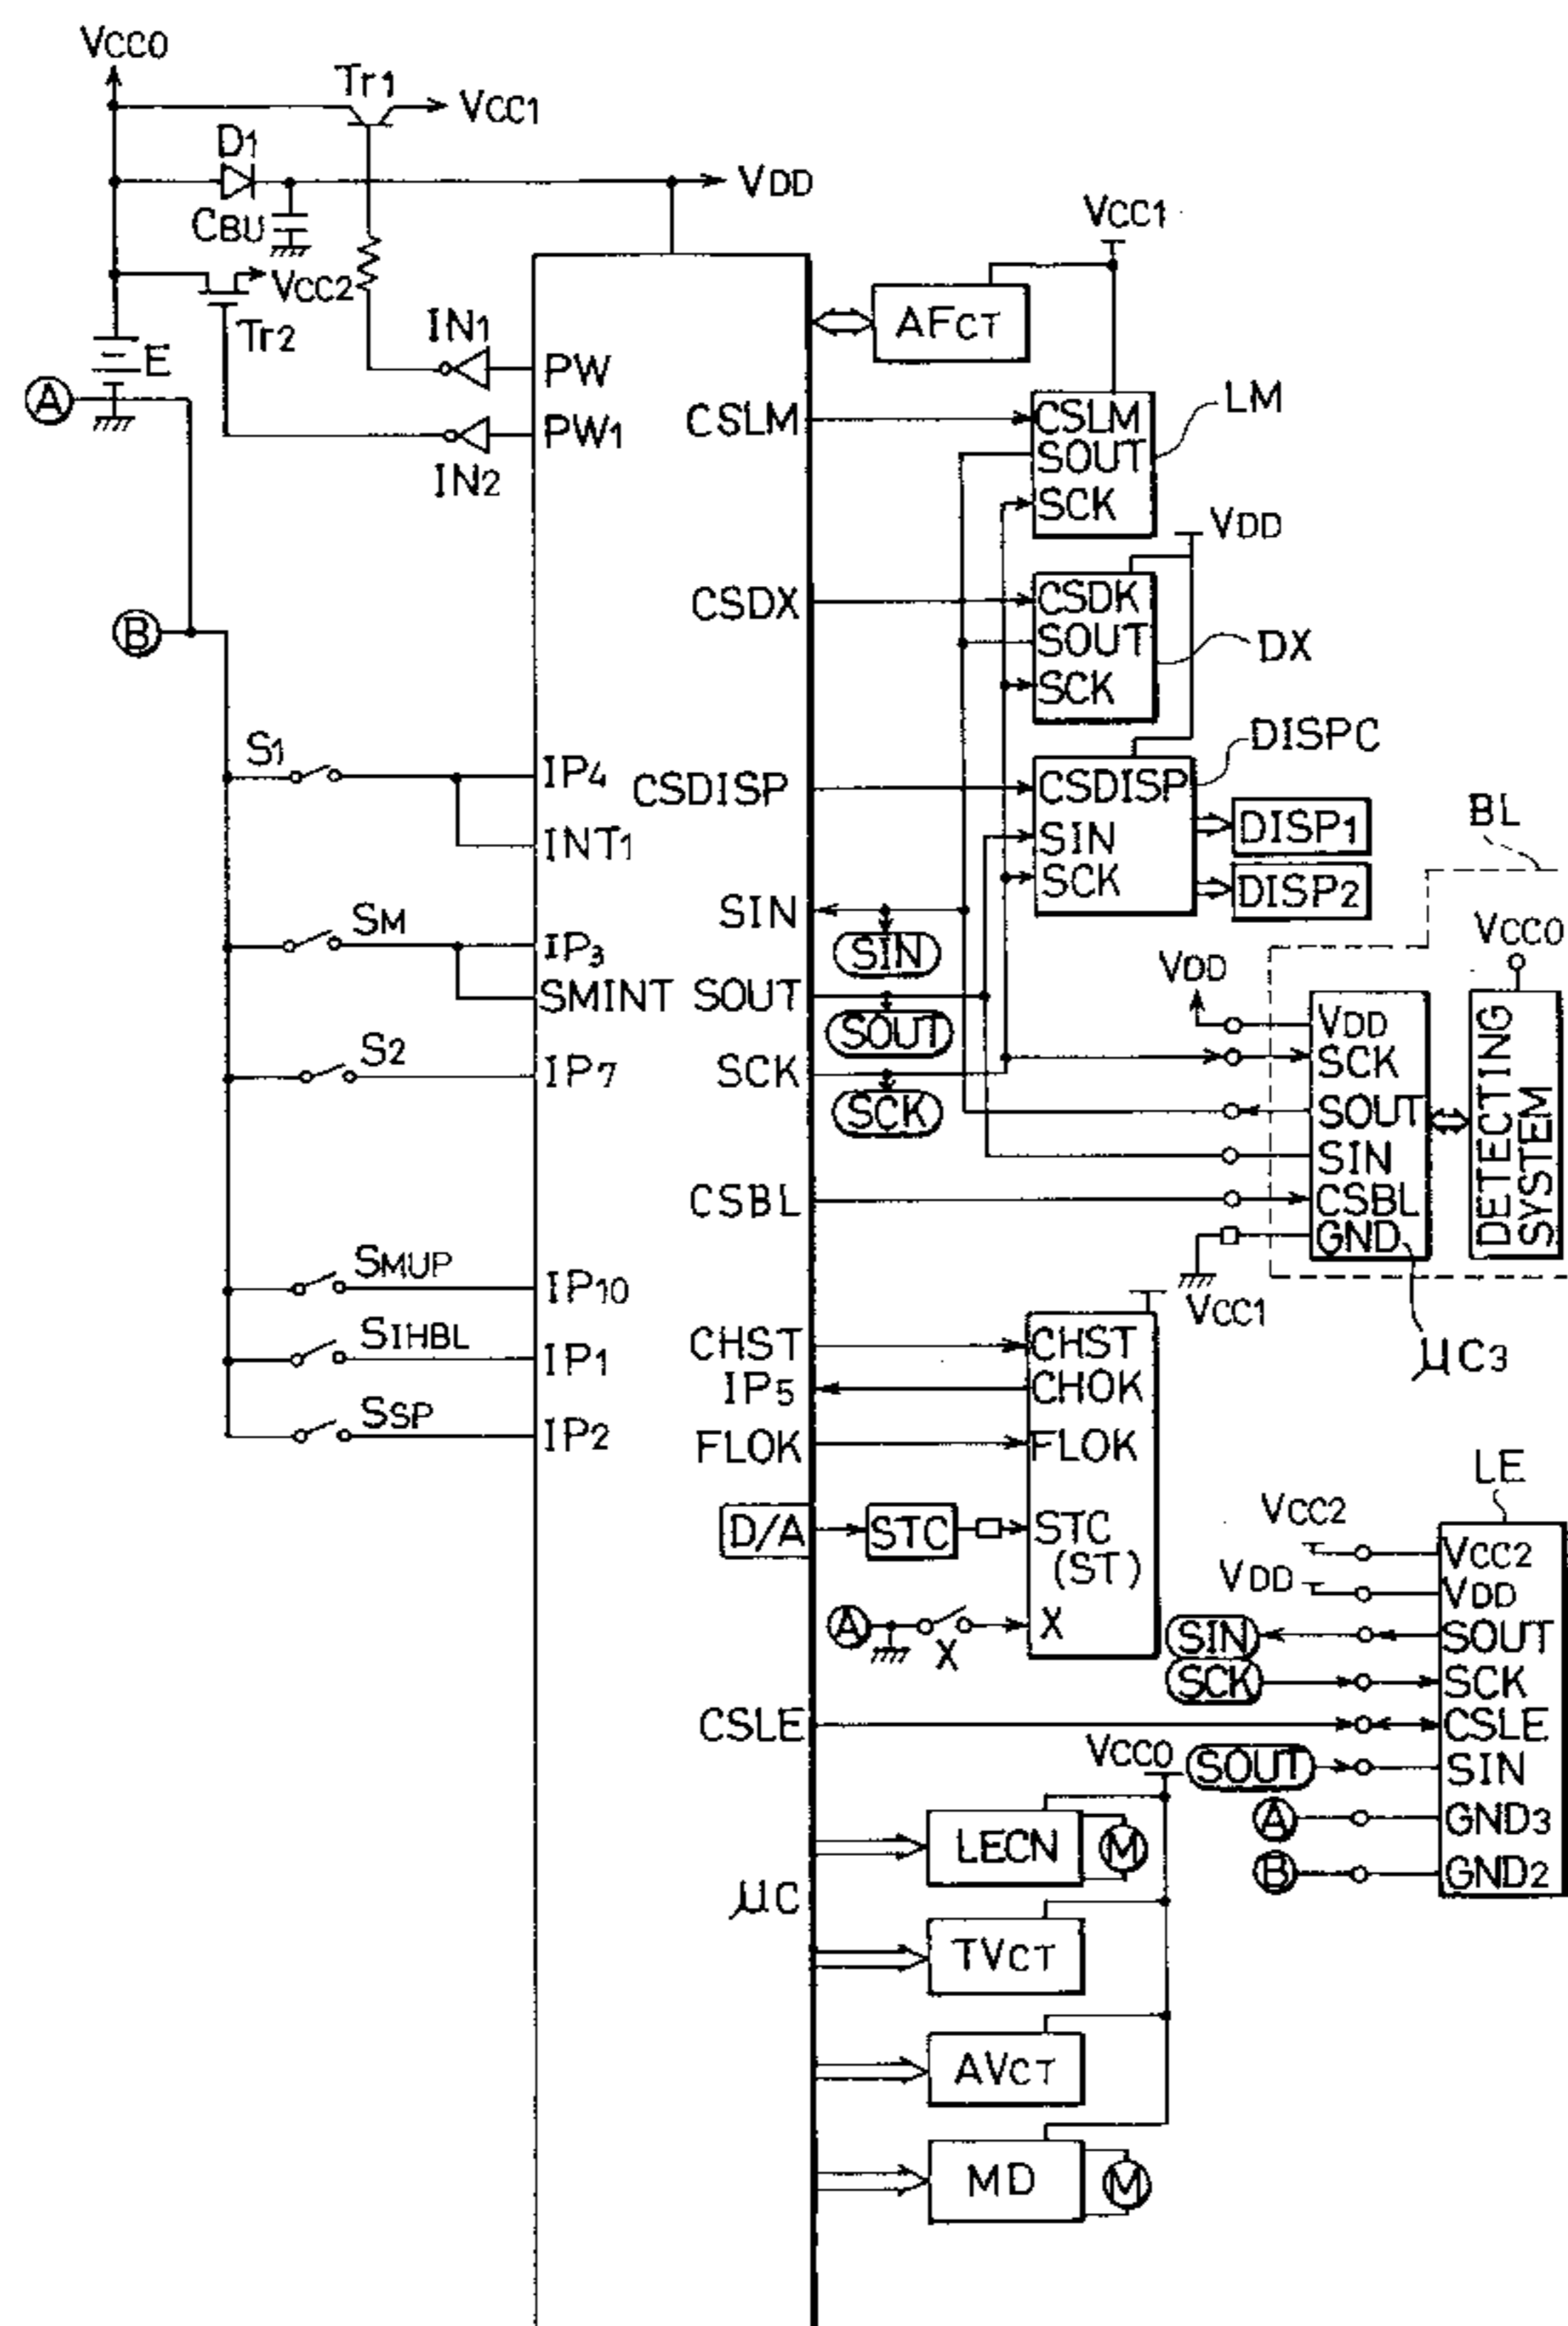 VCC0
Tr1
VCC1
D1
VDD
CBU
VCC2
Tr2
E
A
IN1
PW
PW1
IN2
B
S1
IP4
INT1
SM
IP3
SMINT
S2
IP7
SMUP
IP10
SIHBL
IP1
SSP
IP2
CSLM
CSDX
CSDISP
SIN
SOUT
SCK
CSBL
CHST
IP5
FLOK
D/A
CSLE
μC
SIN
SOUT
SCK
VCC1
AFCT
CSLM
SOUT
SCK
LM
VDD
CSDK
SOUT
SCK
DX
DISPC
CSDISP
SIN
SCK
DISP1
DISP2
BL
VCC0
VDD
VDD
SCK
SOUT
SIN
CSBL
GND
DETECTING
SYSTEM
μC3
VCC1
CHST
CHOK
FLOK
STC
STC
(ST)
A
X
X
LE
VCC2
VCC2
VDD
VDD
SIN
SOUT
SCK
SCK
CSLE
SOUT
SIN
A
GND3
B
GND2
VCC0
LECN
M
TVCT
AVCT
MD
M